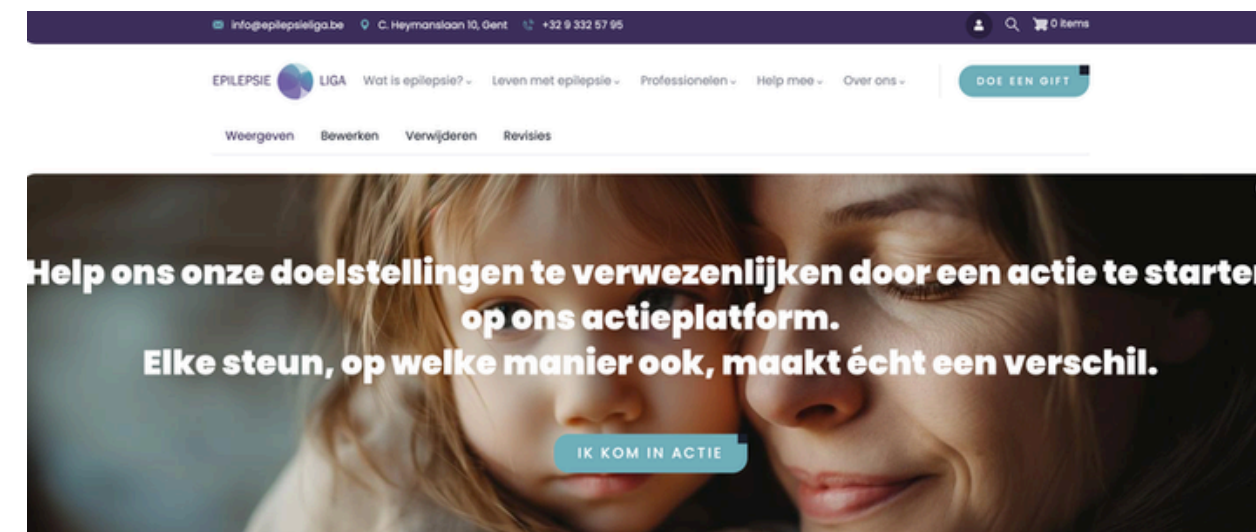 info@epilepsieliga.be C. Heymanslaan 10, Gent +32 9 332 57 95 0 items
EPILEPSIE LIGA Wat is epilepsie? Leven met epilepsie Professionelen Help mee Over ons DOE EEN GIFT
Weergeven Bewerken Verwijderen Revisies
Help ons onze doelstellingen te verwezenlijken door een actie te starten
op ons actieplatform.
Elke steun, op welke manier ook, maakt écht een verschil.
IK KOM IN ACTIE